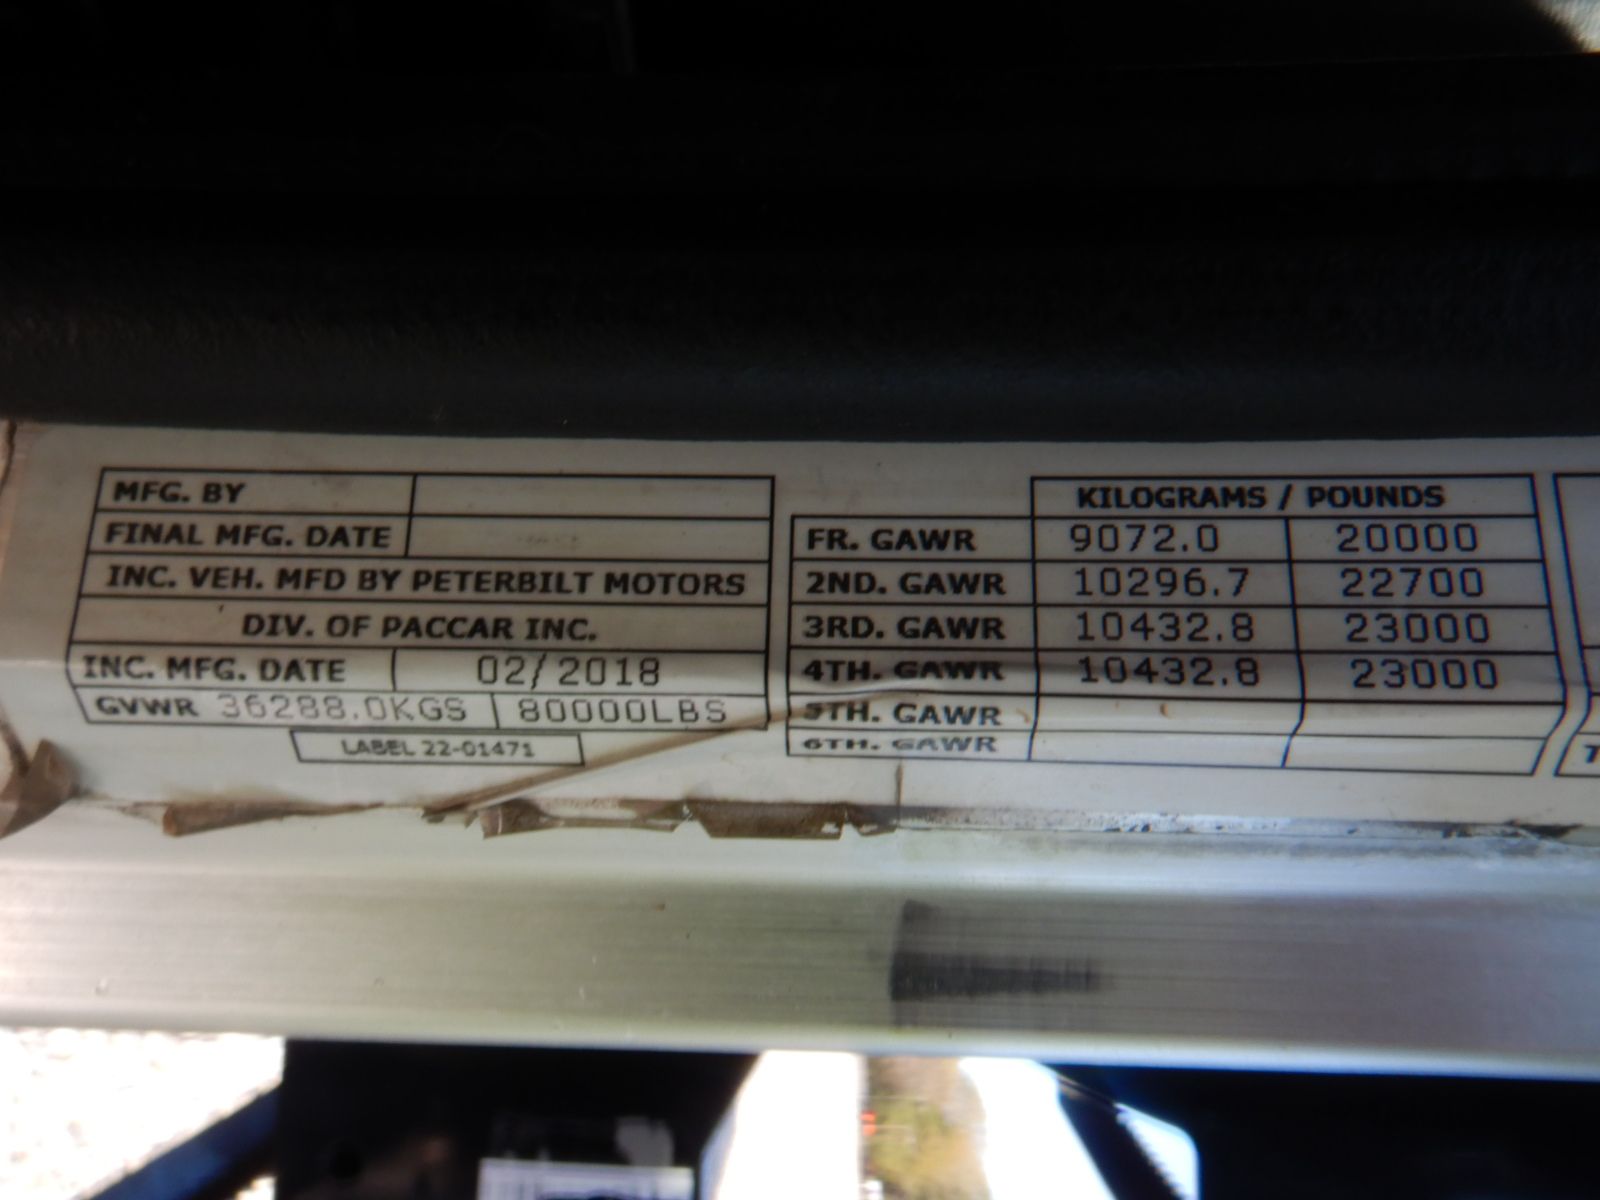 MFG. BY
FINAL MFG. DATE
INC. VEH. MFD BY PETERBILT MOTORS
DIV. OF PACCAR INC.
INC. MFG. DATE 02/2018
GVWR 36288.0KGS 80000LBS
LABEL 22-01471
KILOGRAMS / POUNDS
FR. GAWR 9072.0 20000
2ND. GAWR 10296.7 22700
3RD. GAWR 10432.8 23000
4TH. GAWR 10432.8 23000
5TH. GAWR
6TH. GAWR